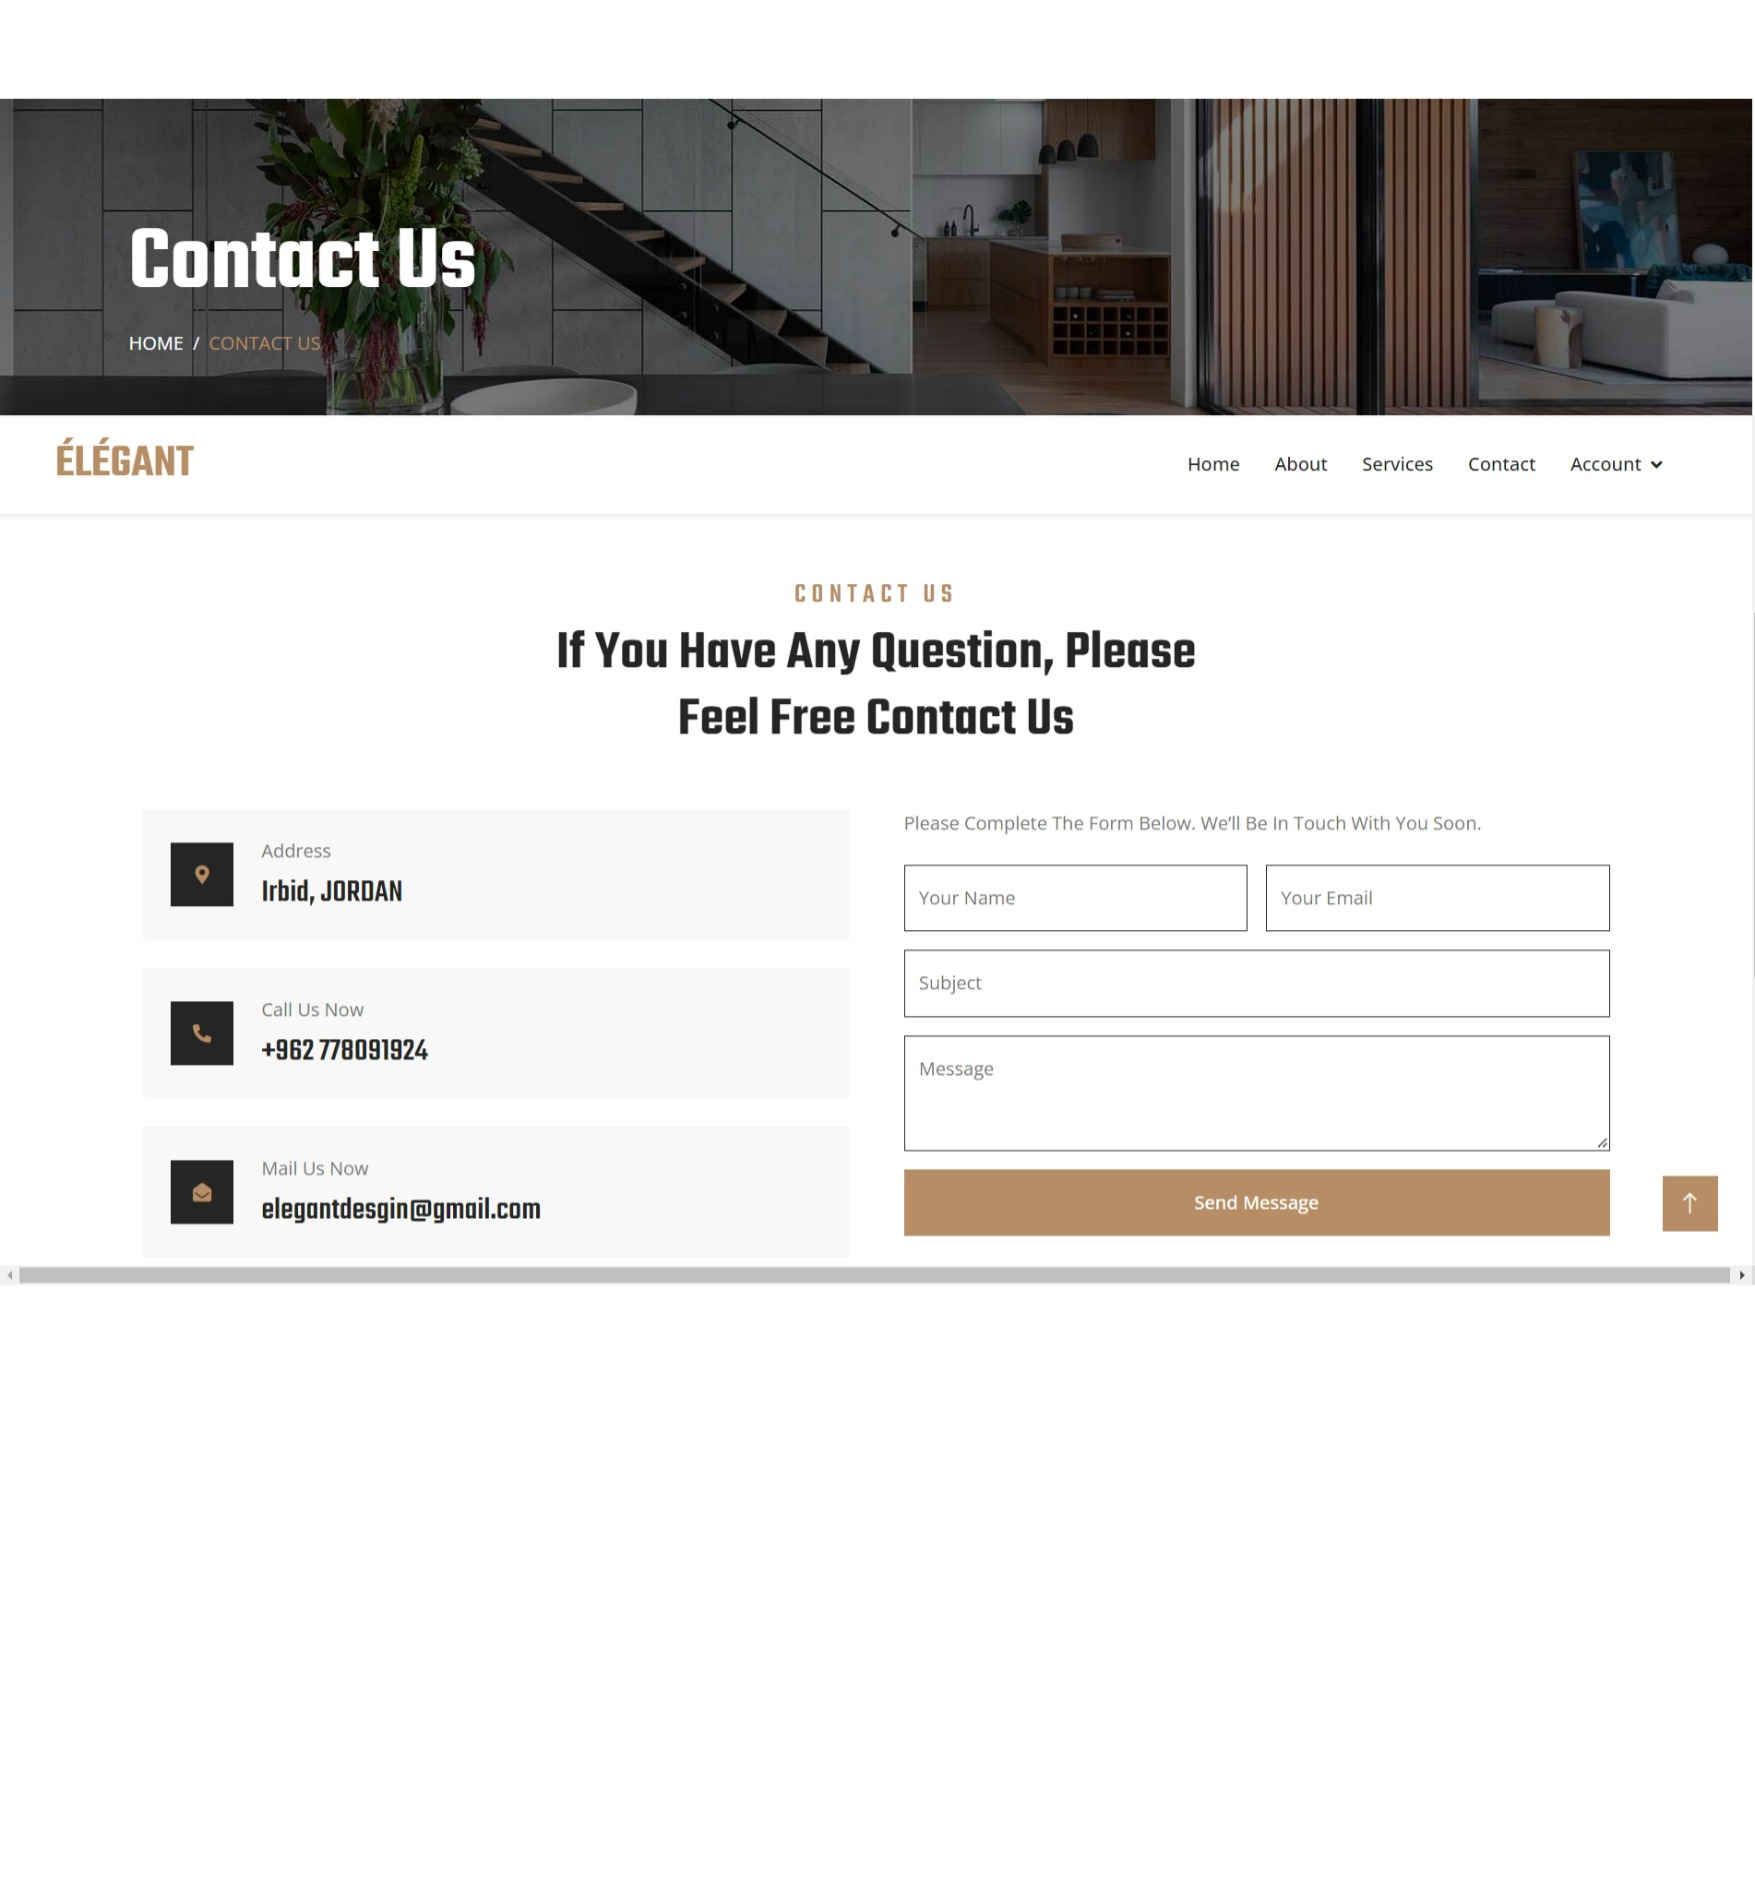 Contact Us
HOME / CONTACT US
ÉLÉGANT
Home About Services Contact Account
CONTACT US
If You Have Any Question, Please
Feel Free Contact Us
Address
Irbid, JORDAN
Call Us Now
+962 778091924
Mail Us Now
elegantdesgin@gmail.com
Please Complete The Form Below. We'll Be In Touch With You Soon.
Your Name Your Email
Subject
Message
Send Message